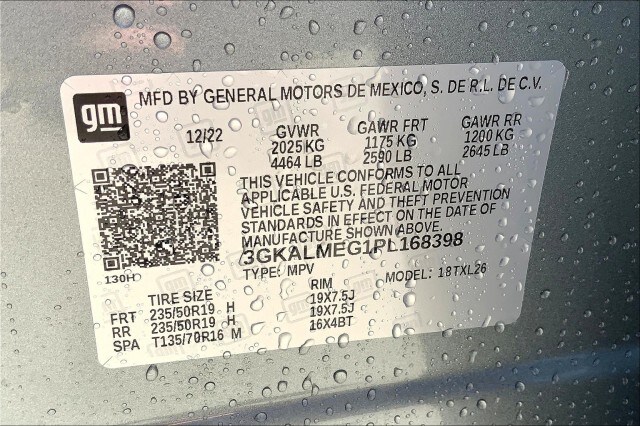 gm
MFD BY GENERAL MOTORS DE MEXICO, S. DE R.L. DE C.V.
12/22 GVWR GAWR FRT GAWR RR
2025 KG 1175 KG 1200 KG
4464 LB 2590 LB 2645 LB
THIS VEHICLE CONFORMS TO ALL
APPLICABLE U.S. FEDERAL MOTOR
VEHICLE SAFETY AND THEFT PREVENTION
STANDARDS IN EFFECT ON THE DATE OF
MANUFACTURE SHOWN ABOVE.
3GKALMEG1PL168398
130H
TYPE: MPV MODEL: 18TXL26
TIRE SIZE RIM
FRT 235/50R19 H 19X7.5J
RR 235/50R19 H 19X7.5J
SPA T135/70R16 M 16X4BT